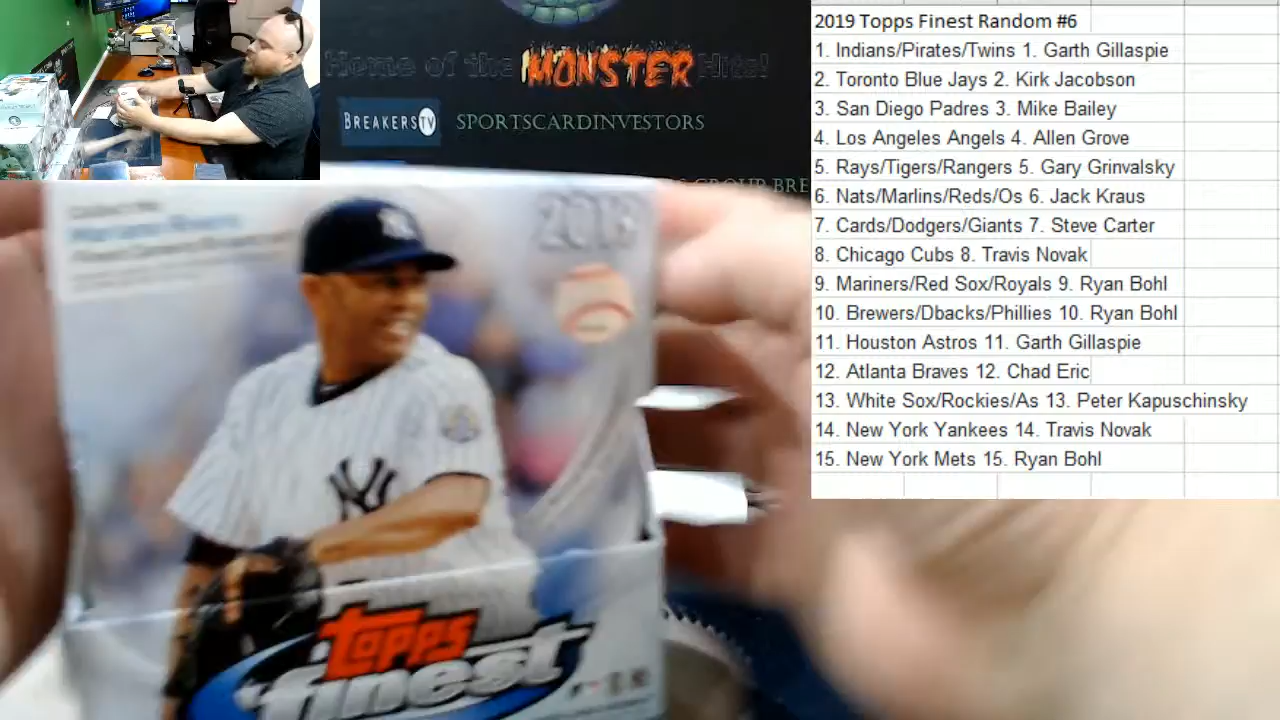 Home of the MONSTER Hits!
BREAKERSTV SPORTSCARDINVESTORS
GROUP BRE
2019
NY
topps
finest
2019 Topps Finest Random #6
1. Indians/Pirates/Twins 1. Garth Gillaspie
2. Toronto Blue Jays 2. Kirk Jacobson
3. San Diego Padres 3. Mike Bailey
4. Los Angeles Angels 4. Allen Grove
5. Rays/Tigers/Rangers 5. Gary Grinvalsky
6. Nats/Marlins/Reds/Os 6. Jack Kraus
7. Cards/Dodgers/Giants 7. Steve Carter
8. Chicago Cubs 8. Travis Novak
9. Mariners/Red Sox/Royals 9. Ryan Bohl
10. Brewers/Dbacks/Phillies 10. Ryan Bohl
11. Houston Astros 11. Garth Gillaspie
12. Atlanta Braves 12. Chad Eric
13. White Sox/Rockies/As 13. Peter Kapuschinsky
14. New York Yankees 14. Travis Novak
15. New York Mets 15. Ryan Bohl